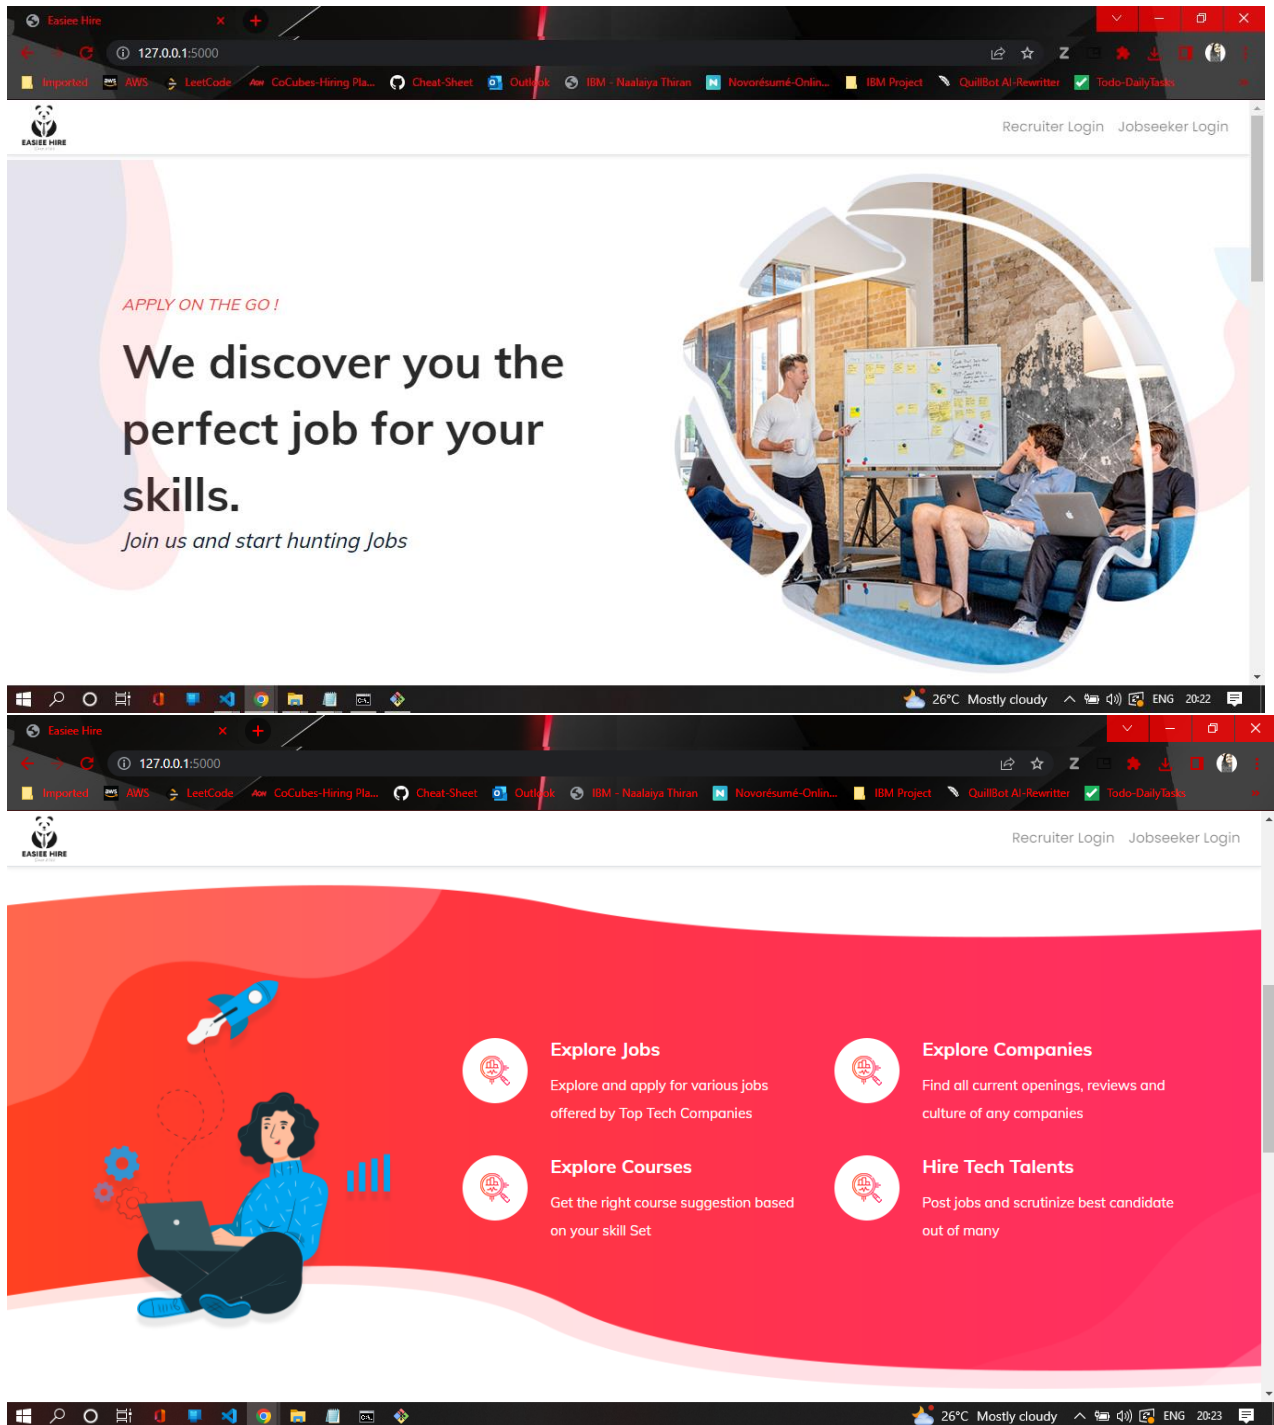 Easiee Hire
127.0.0.1:5000
Imported AWS LeetCode CoCubes-Hiring Pla... Cheat-Sheet Outlook IBM - Naalaiya Thiran Novorésumé-Onlin... IBM Project QuillBot AI-Rewritter Todo-DailyTasks
EASIEE HIRE
Recruiter Login Jobseeker Login
APPLY ON THE GO !
We discover you the
perfect job for your
skills.
Join us and start hunting Jobs
26°C Mostly cloudy ENG 20:22
Easiee Hire
127.0.0.1:5000
Imported AWS LeetCode CoCubes-Hiring Pla... Cheat-Sheet Outlook IBM - Naalaiya Thiran Novorésumé-Onlin... IBM Project QuillBot AI-Rewritter Todo-DailyTasks
EASIEE HIRE
Recruiter Login Jobseeker Login
Explore Jobs
Explore and apply for various jobs
offered by Top Tech Companies
Explore Companies
Find all current openings, reviews and
culture of any companies
Explore Courses
Get the right course suggestion based
on your skill Set
Hire Tech Talents
Post jobs and scrutinize best candidate
out of many
26°C Mostly cloudy ENG 20:23